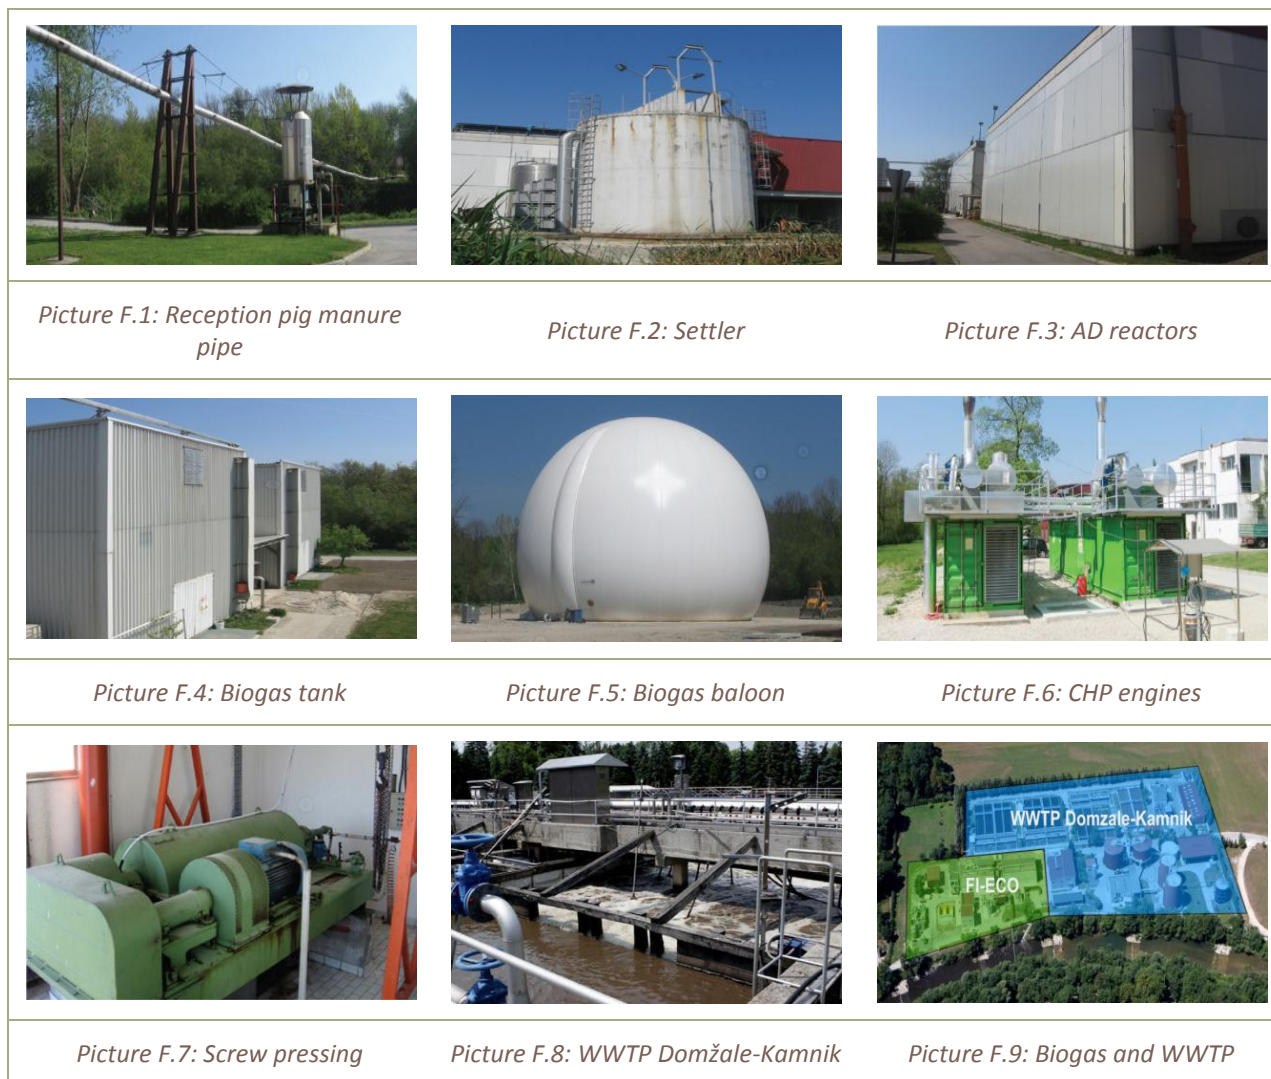 Picture F.1: Reception pig manure
pipe
Picture F.2: Settler
Picture F.3: AD reactors
Picture F.4: Biogas tank
Picture F.5: Biogas baloon
Picture F.6: CHP engines
WWTP Domzale-Kamnik
FI-ECO
Picture F.7: Screw pressing
Picture F.8: WWTP Domžale-Kamnik
Picture F.9: Biogas and WWTP